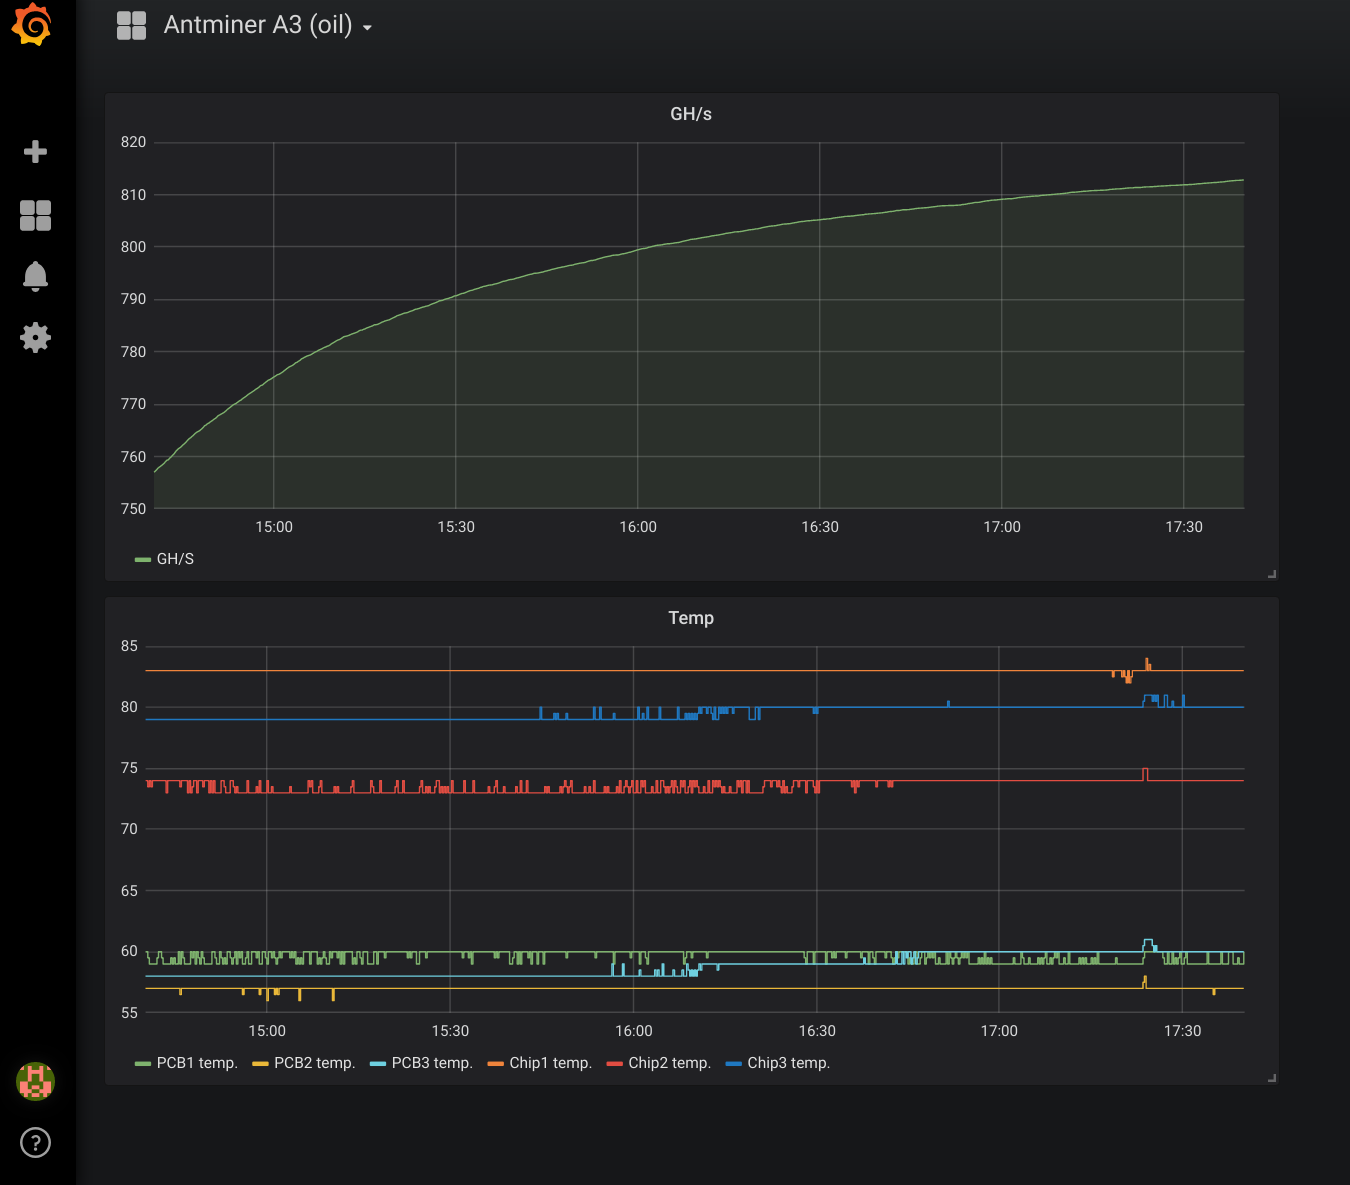 Antminer A3 (oil)
GH/s
820
810
800
790
780
770
760
750
15:00 15:30 16:00 16:30 17:00 17:30
GH/S
Temp
85
80
75
70
65
60
55
15:00 15:30 16:00 16:30 17:00 17:30
PCB1 temp. PCB2 temp. PCB3 temp. Chip1 temp. Chip2 temp. Chip3 temp.
?